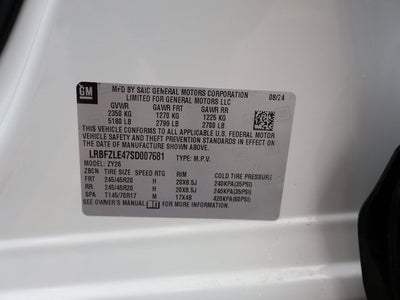 GM
MFD BY SAIC GENERAL MOTORS CORPORATION
LIMITED FOR GENERAL MOTORS LLC
08/24
GVWR GAWR FRT GAWR RR
2350 KG 1270 KG 1225 KG
5180 LB 2799 LB 2700 LB
THIS VEHICLE CONFORMS TO ALL APPLICABLE U.S. FEDERAL MOTOR
VEHICLE SAFETY AND THEFT PREVENTION STANDARDS IN EFFECT ON
THE DATE OF MANUFACTURE SHOWN ABOVE.
LRBFZLE47SD007681 TYPE: M.P.V.
MODEL: ZY26
ZBCN TIRE SIZE SPEED RTG RIM COLD TIRE PRESSURE
FRT 245/45R20 H 20X8.5J 240KPA(35PSI)
RR 245/45R20 H 20X8.5J 240KPA(35PSI)
SPA T145/70R17 M 17X4B 420KPA(60PSI)
SEE OWNER'S MANUAL FOR MORE INFORMATION.